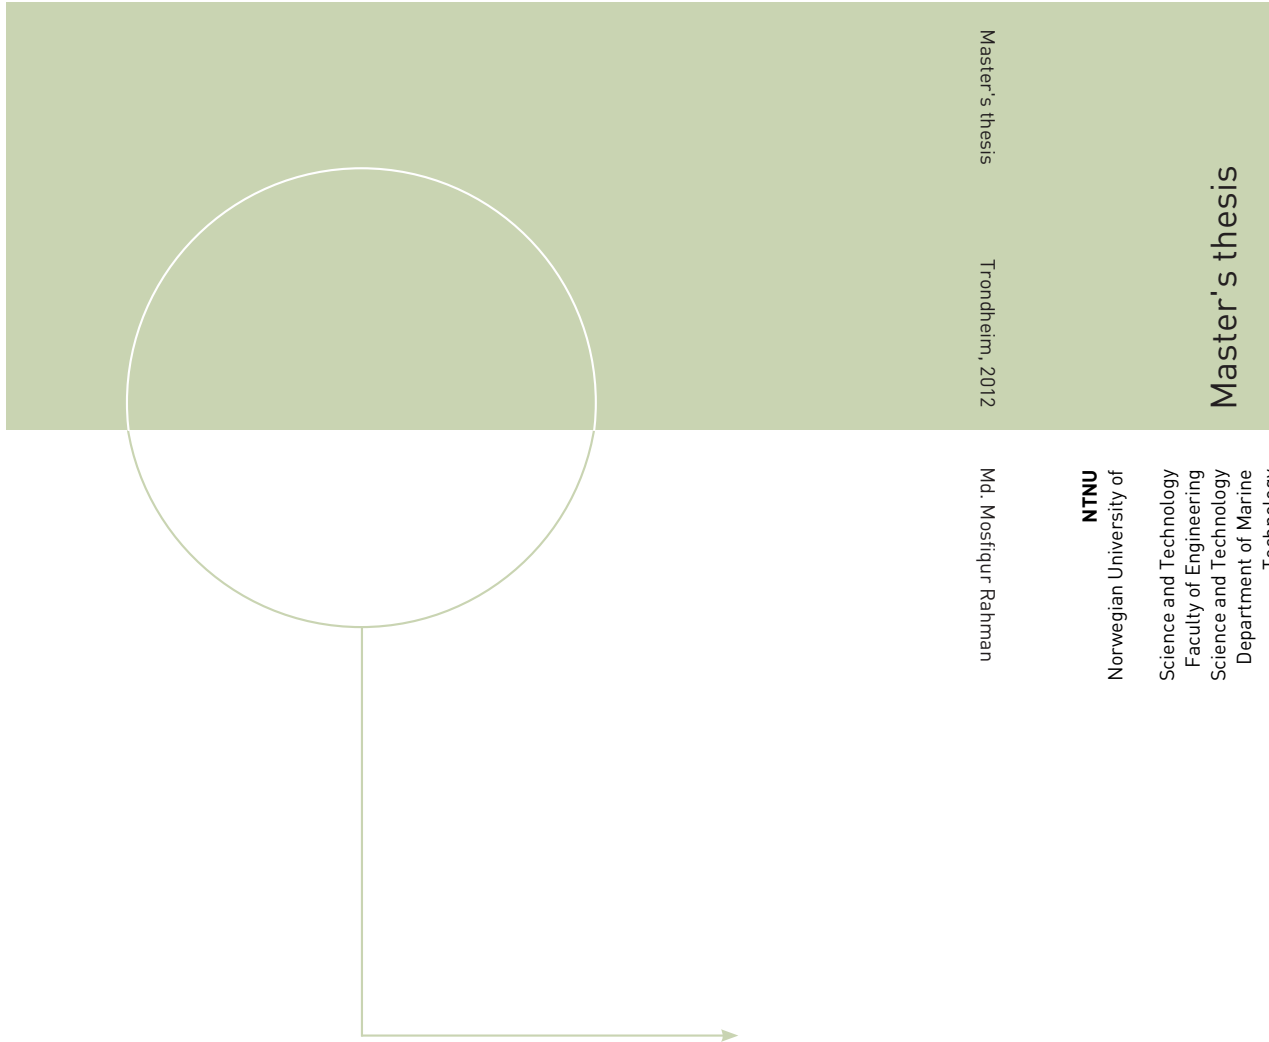 Master's thesis
Trondheim, 2012
Md. Mosfiqur Rahman
Master's thesis
NTNU
Norwegian University of
Science and Technology
Faculty of Engineering
Science and Technology
Department of Marine